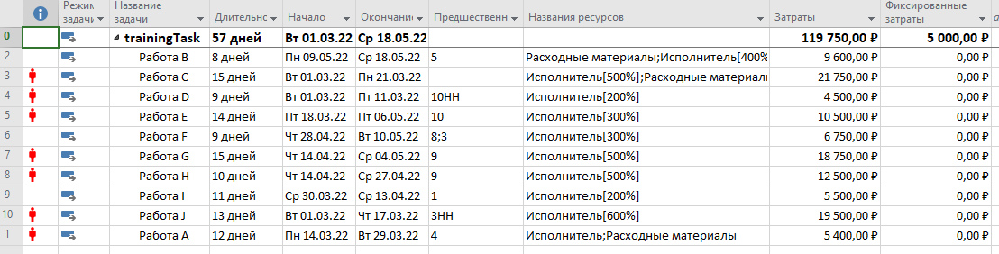 Режим задачи Название задачи Длительно Начало Окончание Предшественн Названия ресурсов Затраты Фиксированные затраты
0 trainingTask 57 дней Вт 01.03.22 Ср 18.05.22 119 750,00 ₽ 5 000,00 ₽
2 Работа B 8 дней Пн 09.05.22 Ср 18.05.22 5 Расходные материалы;Исполнитель[400% 9 600,00 ₽ 0,00 ₽
3 Работа C 15 дней Вт 01.03.22 Пн 21.03.22 Исполнитель[500%];Расходные материалы 21 750,00 ₽ 0,00 ₽
4 Работа D 9 дней Вт 01.03.22 Пт 11.03.22 10НН Исполнитель[200%] 4 500,00 ₽ 0,00 ₽
5 Работа E 14 дней Пт 18.03.22 Пт 06.05.22 10 Исполнитель[300%] 10 500,00 ₽ 0,00 ₽
6 Работа F 9 дней Чт 28.04.22 Вт 10.05.22 8;3 Исполнитель[300%] 6 750,00 ₽ 0,00 ₽
7 Работа G 15 дней Чт 14.04.22 Ср 04.05.22 9 Исполнитель[500%] 18 750,00 ₽ 0,00 ₽
8 Работа H 10 дней Чт 14.04.22 Ср 27.04.22 9 Исполнитель[500%] 12 500,00 ₽ 0,00 ₽
9 Работа I 11 дней Ср 30.03.22 Ср 13.04.22 1 Исполнитель[200%] 5 500,00 ₽ 0,00 ₽
10 Работа J 13 дней Вт 01.03.22 Чт 17.03.22 3НН Исполнитель[600%] 19 500,00 ₽ 0,00 ₽
1 Работа A 12 дней Пн 14.03.22 Вт 29.03.22 4 Исполнитель;Расходные материалы 5 400,00 ₽ 0,00 ₽